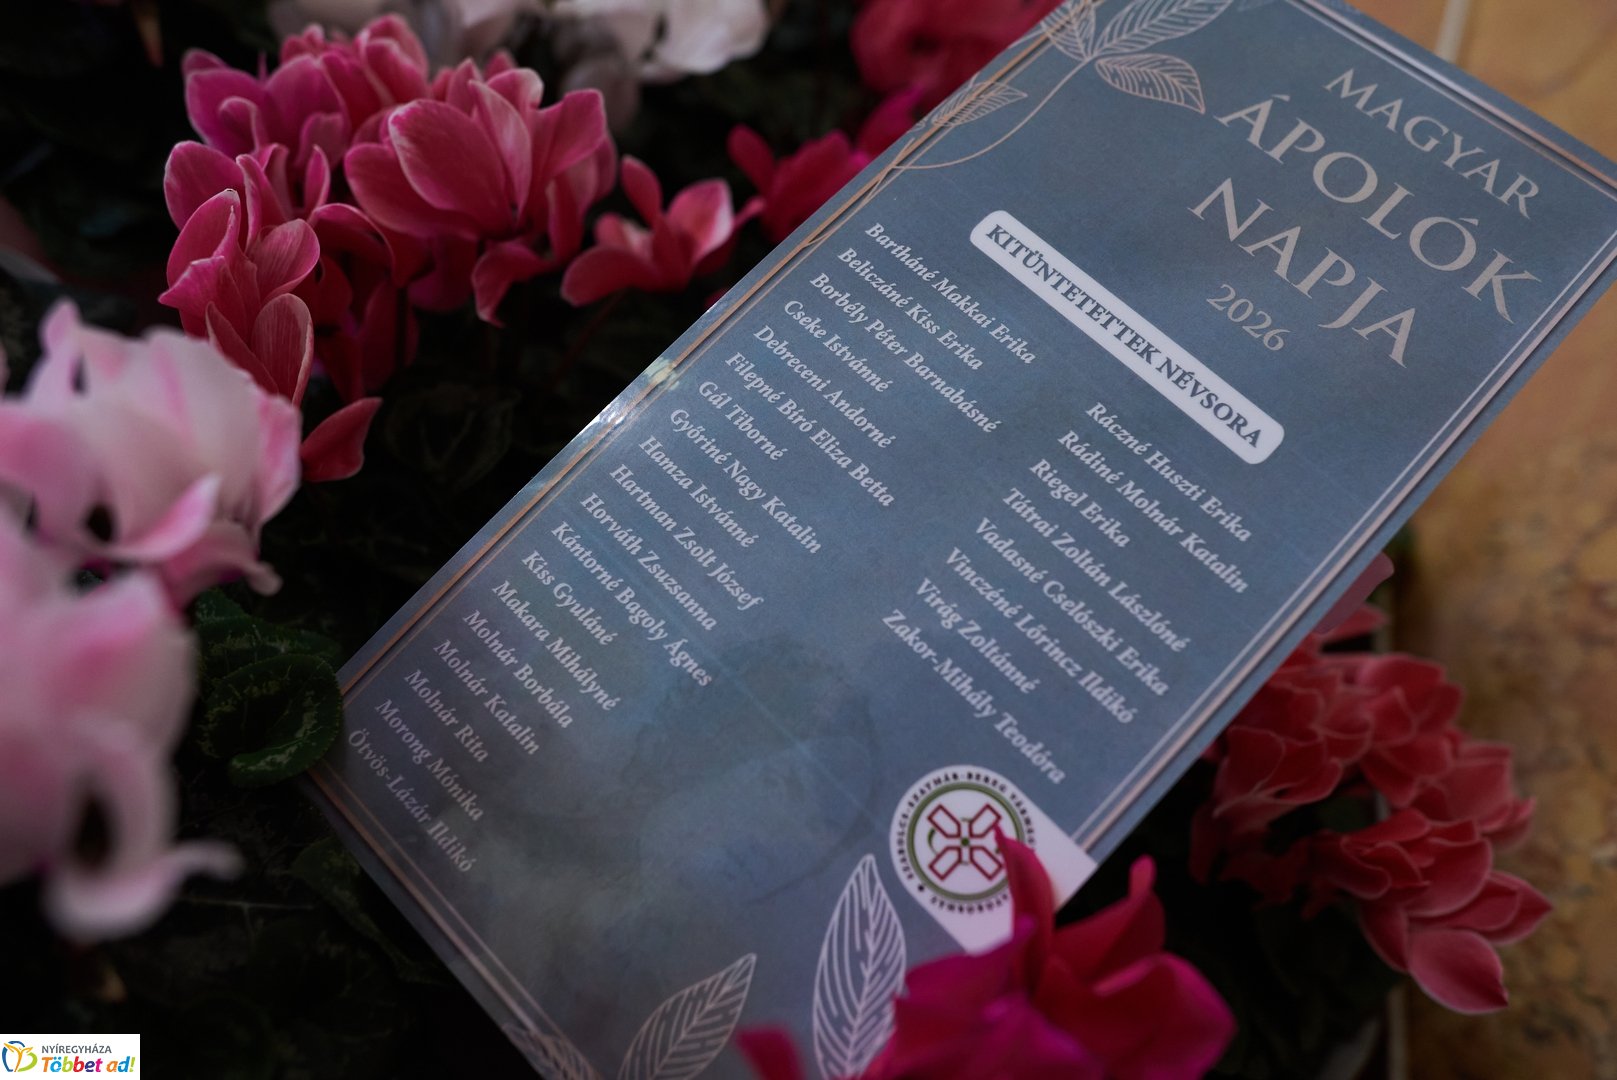 MAGYAR
ÁPOLÓK
NAPJA
2026
KITÜNTETETTEK NÉVSORA
Bartháné Makkai Erika
Beliczáné Kiss Erika
Borbély Péter Barnabásné
Cseke Istvánné
Debreceni Andorné
Filepné Bíró Eliza Betta
Gál Tiborné
Győriné Nagy Katalin
Hamza Istvánné
Hartman Zsolt József
Horváth Zsuzsanna
Kántorné Bagoly Ágnes
Kiss Gyuláné
Makara Mihályné
Molnár Borbála
Molnár Katalin
Molnár Rita
Morong Mónika
Ötvös-Lázár Ildikó
Ráczné Huszti Erika
Rádiné Molnár Katalin
Riegel Erika
Tátrai Zoltán Lászlóné
Vadasné Cselószki Erika
Vinczéné Lőrincz Ildikó
Virág Zoltánné
Zakor-Mihály Teodóra
SZABOLCS-SZATMÁR-BEREG
NYÍREGYHÁZA
Többet ad!